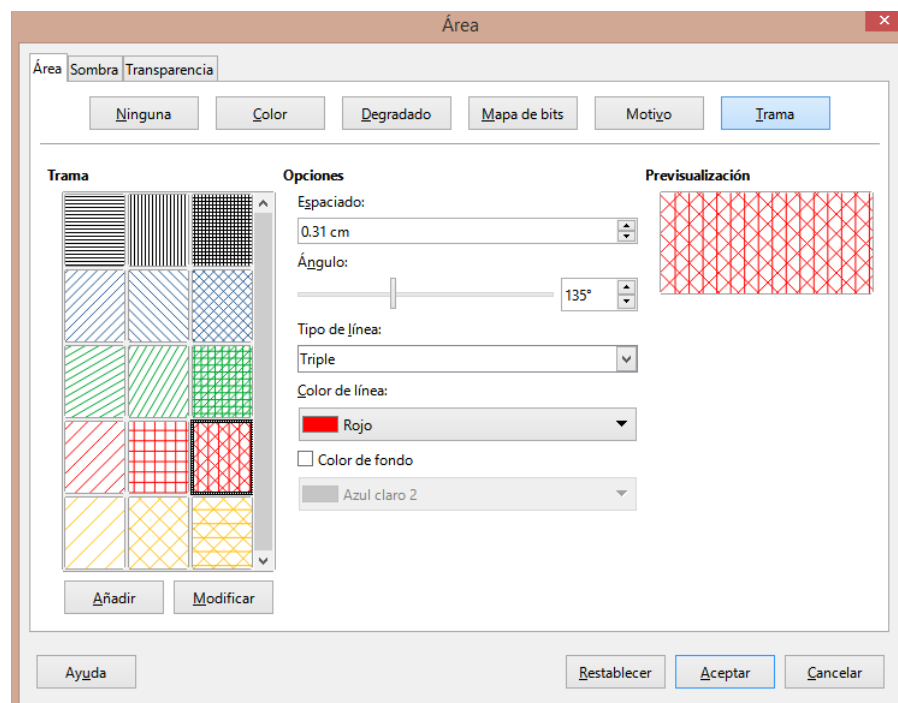 Área
Área Sombra Transparencia
Ninguna Color Degradado Mapa de bits Motivo Trama
Trama Opciones Previsualización
Espaciado:
0.31 cm
Ángulo:
135°
Tipo de línea:
Triple
Color de línea:
Rojo
Color de fondo
Azul claro 2
Añadir Modificar
Ayuda Restablecer Aceptar Cancelar